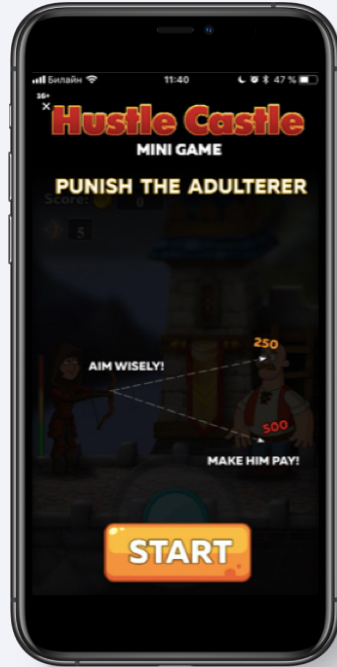 Билайн 11:40 47 %
16+
Hustle Castle
MINI GAME
PUNISH THE ADULTERER
Score: 0
5
250
AIM WISELY!
500
MAKE HIM PAY!
START